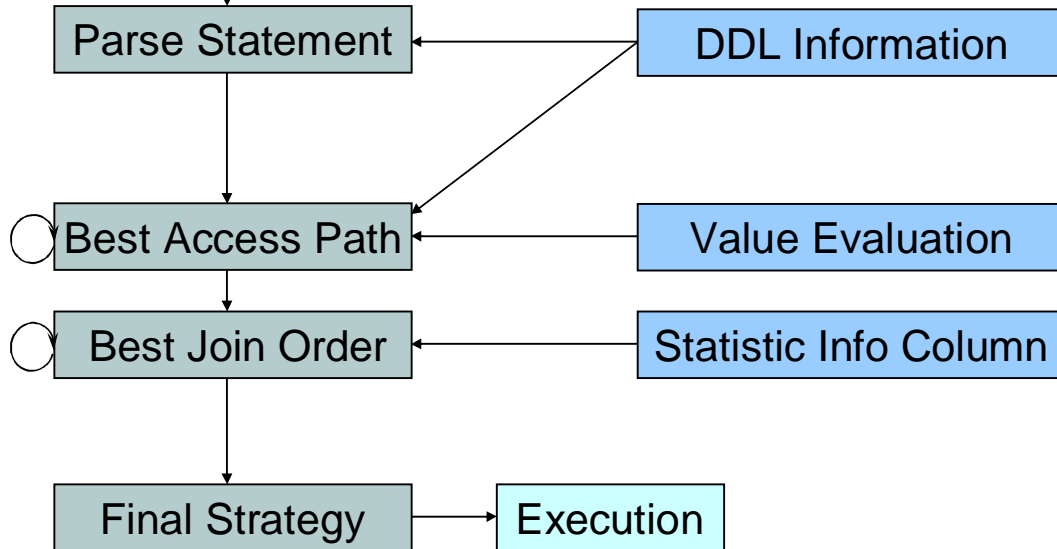 Parse Statement
DDL Information
Best Access Path
Value Evaluation
Best Join Order
Statistic Info Column
Final Strategy
Execution